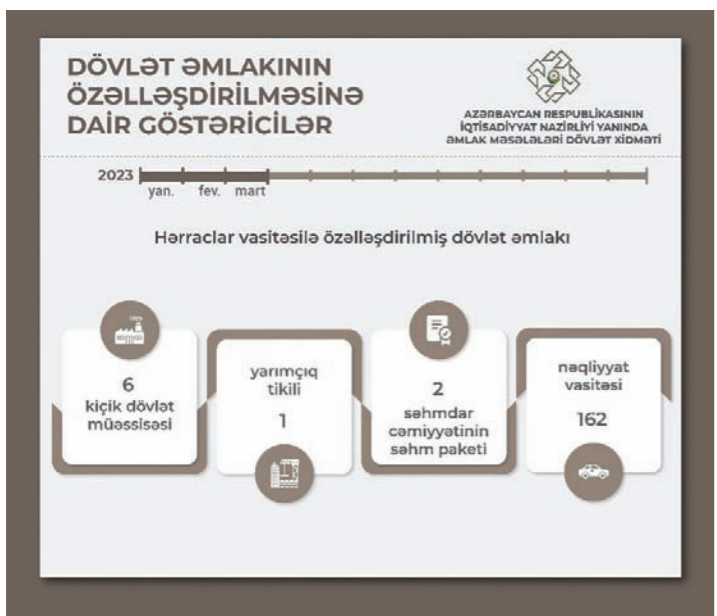 DÖVLƏT ƏMLAKININ
ÖZƏLLƏŞDİRİLMƏSİNƏ
DAİR GÖSTƏRİCİLƏR
AZƏRBAYCAN RESPUBLİKASININ
İQTİSADİYYAT NAZİRLİYİ YANINDA
ƏMLAK MƏSƏLƏLƏRİ DÖVLƏT XİDMƏTİ
2023
yan. fev. mart
Hərraclar vasitəsilə özəlləşdirilmiş dövlət əmlakı
6
kiçik dövlət
müəssisəsi
yarımçıq
tikili
1
2
səhmdar
cəmiyyətinin
səhm paketi
nəqliyyat
vasitəsi
162